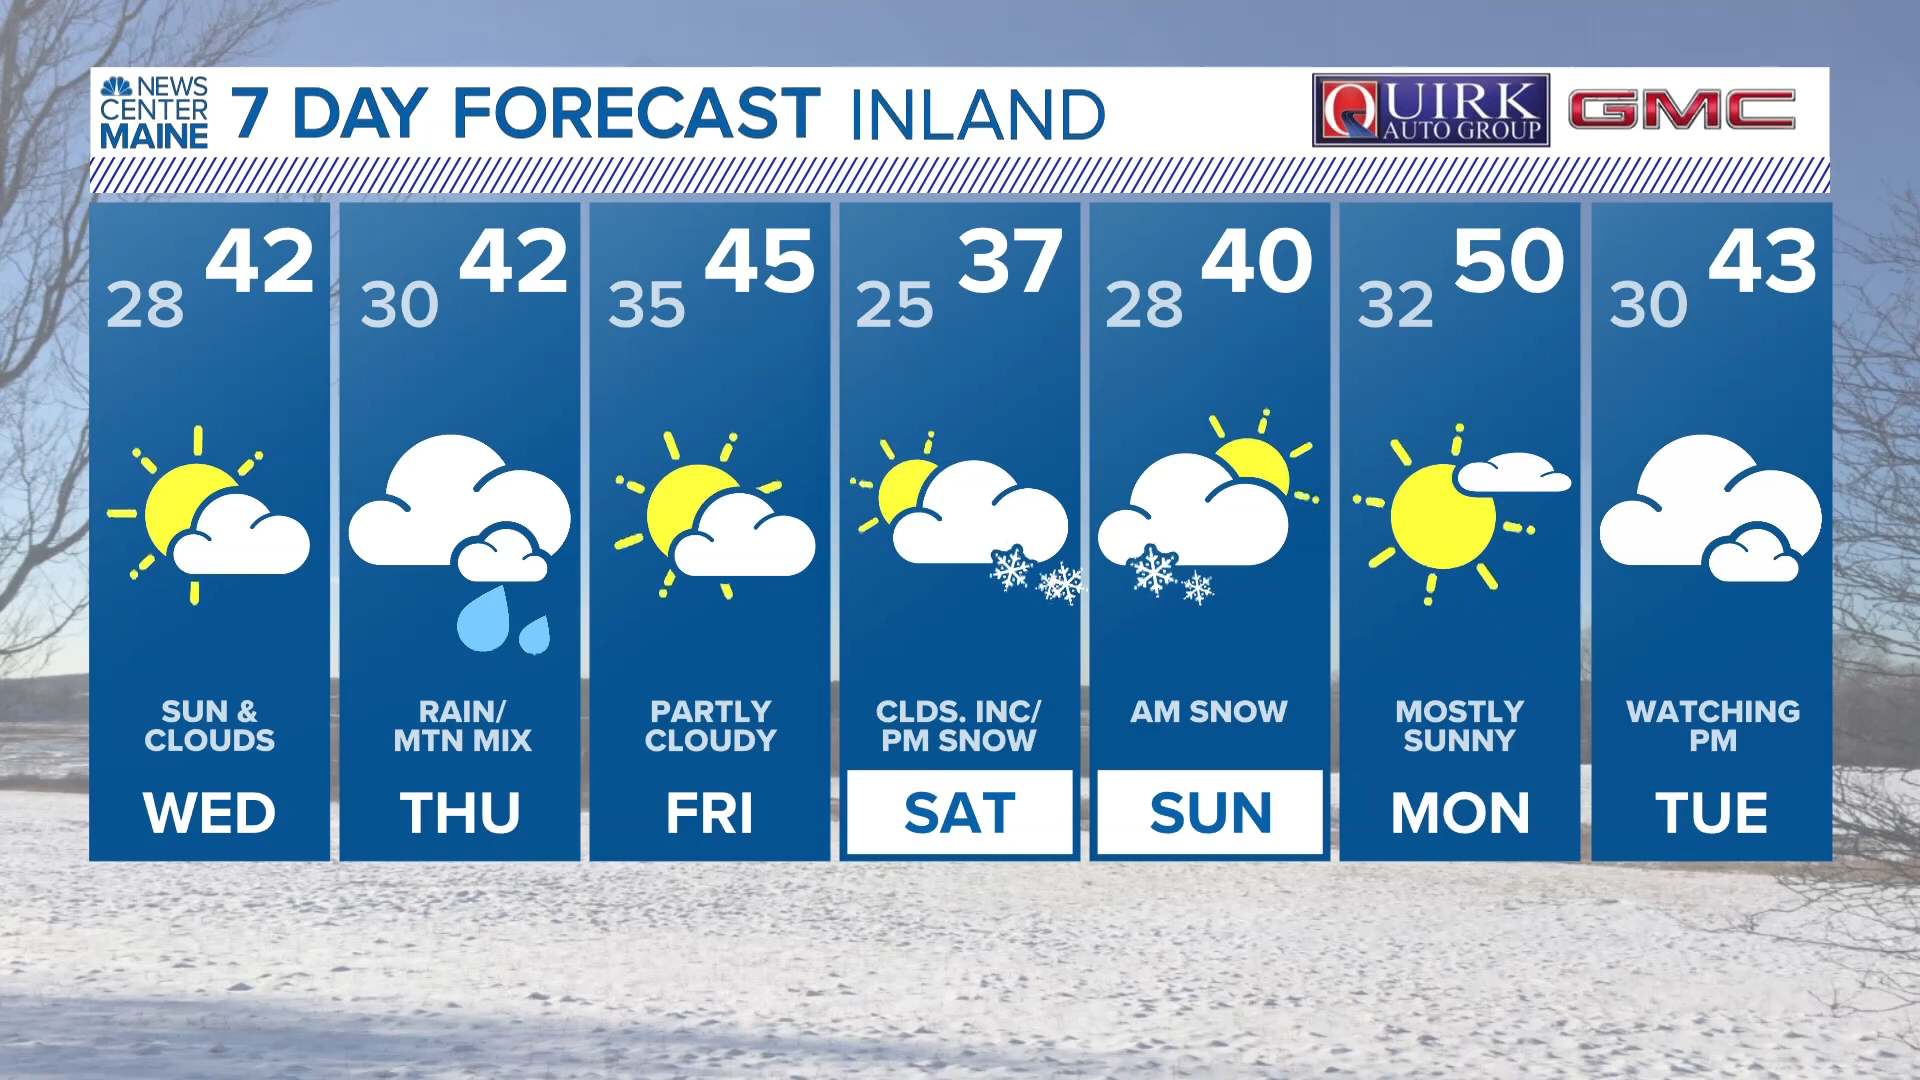 NEWS
CENTER
MAINE
7 DAY FORECAST INLAND
QUIRK
AUTO GROUP
GMC
28 42
30 42
35 45
25 37
28 40
32 50
30 43
SUN &
CLOUDS
RAIN/
MTN MIX
PARTLY
CLOUDY
CLDS. INC/
PM SNOW
AM SNOW
MOSTLY
SUNNY
WATCHING
PM
WED
THU
FRI
SAT
SUN
MON
TUE